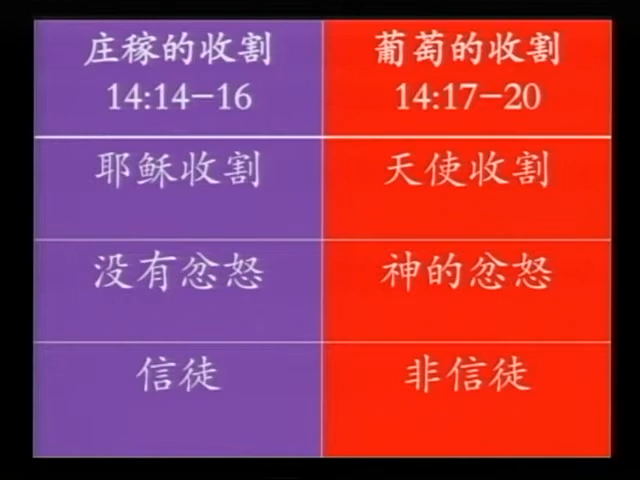 庄稼的收割 葡萄的收割
14:14-16 14:17-20
耶稣收割 天使收割
没有忿怒 神的忿怒
信徒 非信徒